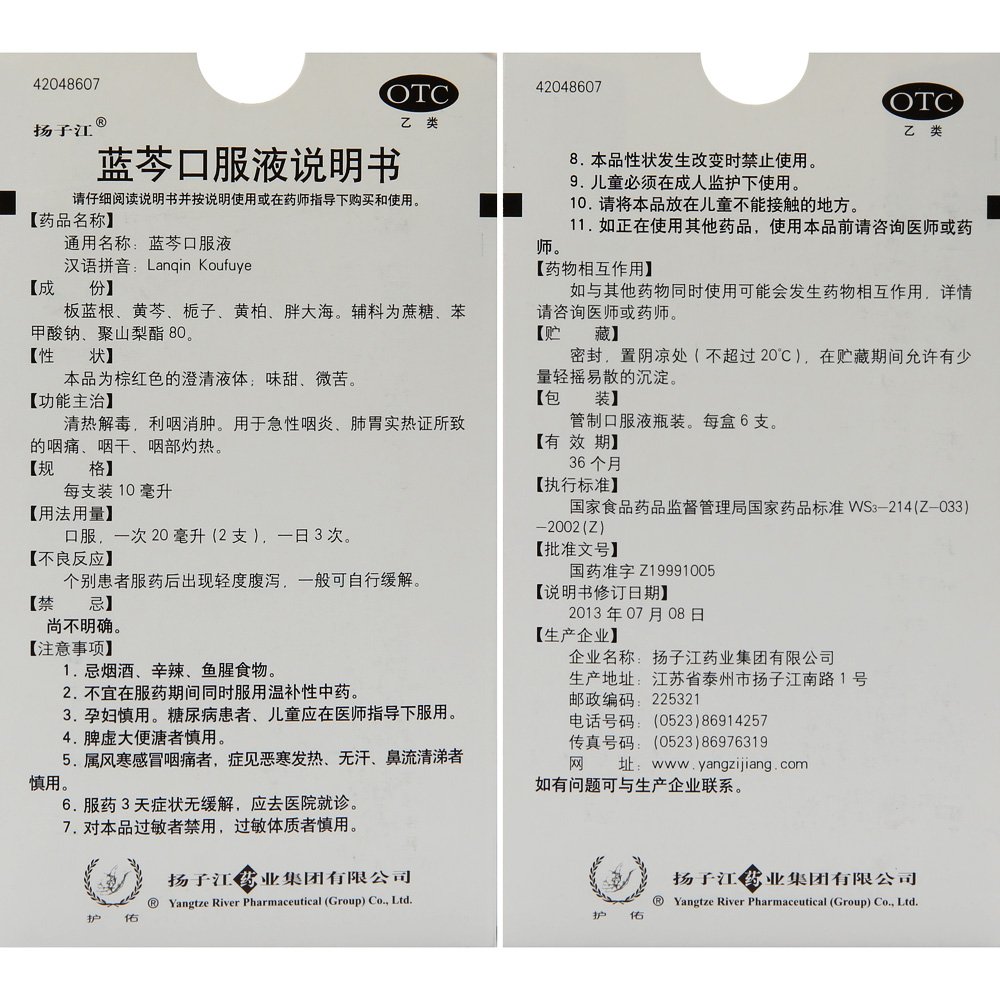 42048607
OTC
乙类
扬子江®
蓝芩口服液说明书
请仔细阅读说明书并按说明使用或在药师指导下购买和使用。
【药品名称】
通用名称：蓝芩口服液
汉语拼音：Lanqin Koufuye
【成 份】
板蓝根、黄芩、栀子、黄柏、胖大海。辅料为蔗糖、苯
甲酸钠、聚山梨酯80。
【性 状】
本品为棕红色的澄清液体；味甜、微苦。
【功能主治】
清热解毒，利咽消肿。用于急性咽炎、肺胃实热证所致
的咽痛、咽干、咽部灼热。
【规 格】
每支装10毫升
【用法用量】
口服，一次20毫升(2支)，一日3次。
【不良反应】
个别患者服药后出现轻度腹泻，一般可自行缓解。
【禁 忌】
尚不明确。
【注意事项】
1. 忌烟酒、辛辣、鱼腥食物。
2. 不宜在服药期间同时服用温补性中药。
3. 孕妇慎用。糖尿病患者、儿童应在医师指导下服用。
4. 脾虚大便溏者慎用。
5. 属风寒感冒咽痛者，症见恶寒发热、无汗、鼻流清涕者
慎用。
6. 服药3天症状无缓解，应去医院就诊。
7. 对本品过敏者禁用，过敏体质者慎用。
护佑
®
扬子江药业集团有限公司
Yangtze River Pharmaceutical (Group) Co., Ltd.
42048607
OTC
乙类
8. 本品性状发生改变时禁止使用。
9. 儿童必须在成人监护下使用。
10. 请将本品放在儿童不能接触的地方。
11. 如正在使用其他药品，使用本品前请咨询医师或药
师。
【药物相互作用】
如与其他药物同时使用可能会发生药物相互作用，详情
请咨询医师或药师。
【贮 藏】
密封，置阴凉处(不超过20℃)，在贮藏期间允许有少
量轻摇易散的沉淀。
【包 装】
管制口服液瓶装。每盒6支。
【有 效 期】
36个月
【执行标准】
国家食品药品监督管理局国家药品标准 WS₃-214(Z-033)
-2002(Z)
【批准文号】
国药准字Z19991005
【说明书修订日期】
2013年07月08日
【生产企业】
企业名称：扬子江药业集团有限公司
生产地址：江苏省泰州市扬子江南路1号
邮政编码：225321
电话号码：(0523)86914257
传真号码：(0523)86976319
网 址：www.yangzijiang.com
如有问题可与生产企业联系。
护佑
®
扬子江药业集团有限公司
Yangtze River Pharmaceutical (Group) Co., Ltd.